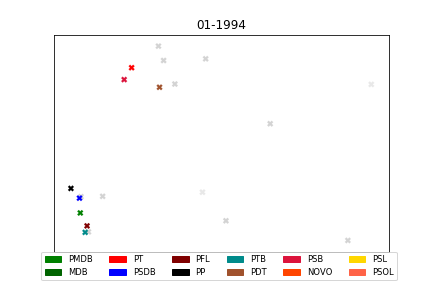 01-1994
PMDB PT PFL PTB PSB PSL
MDB PSDB PP PDT NOVO PSOL